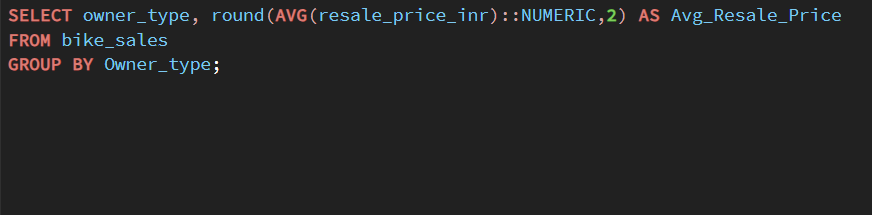 SELECT owner_type, round(AVG(resale_price_inr)::NUMERIC,2) AS Avg_Resale_Price
FROM bike_sales
GROUP BY Owner_type;